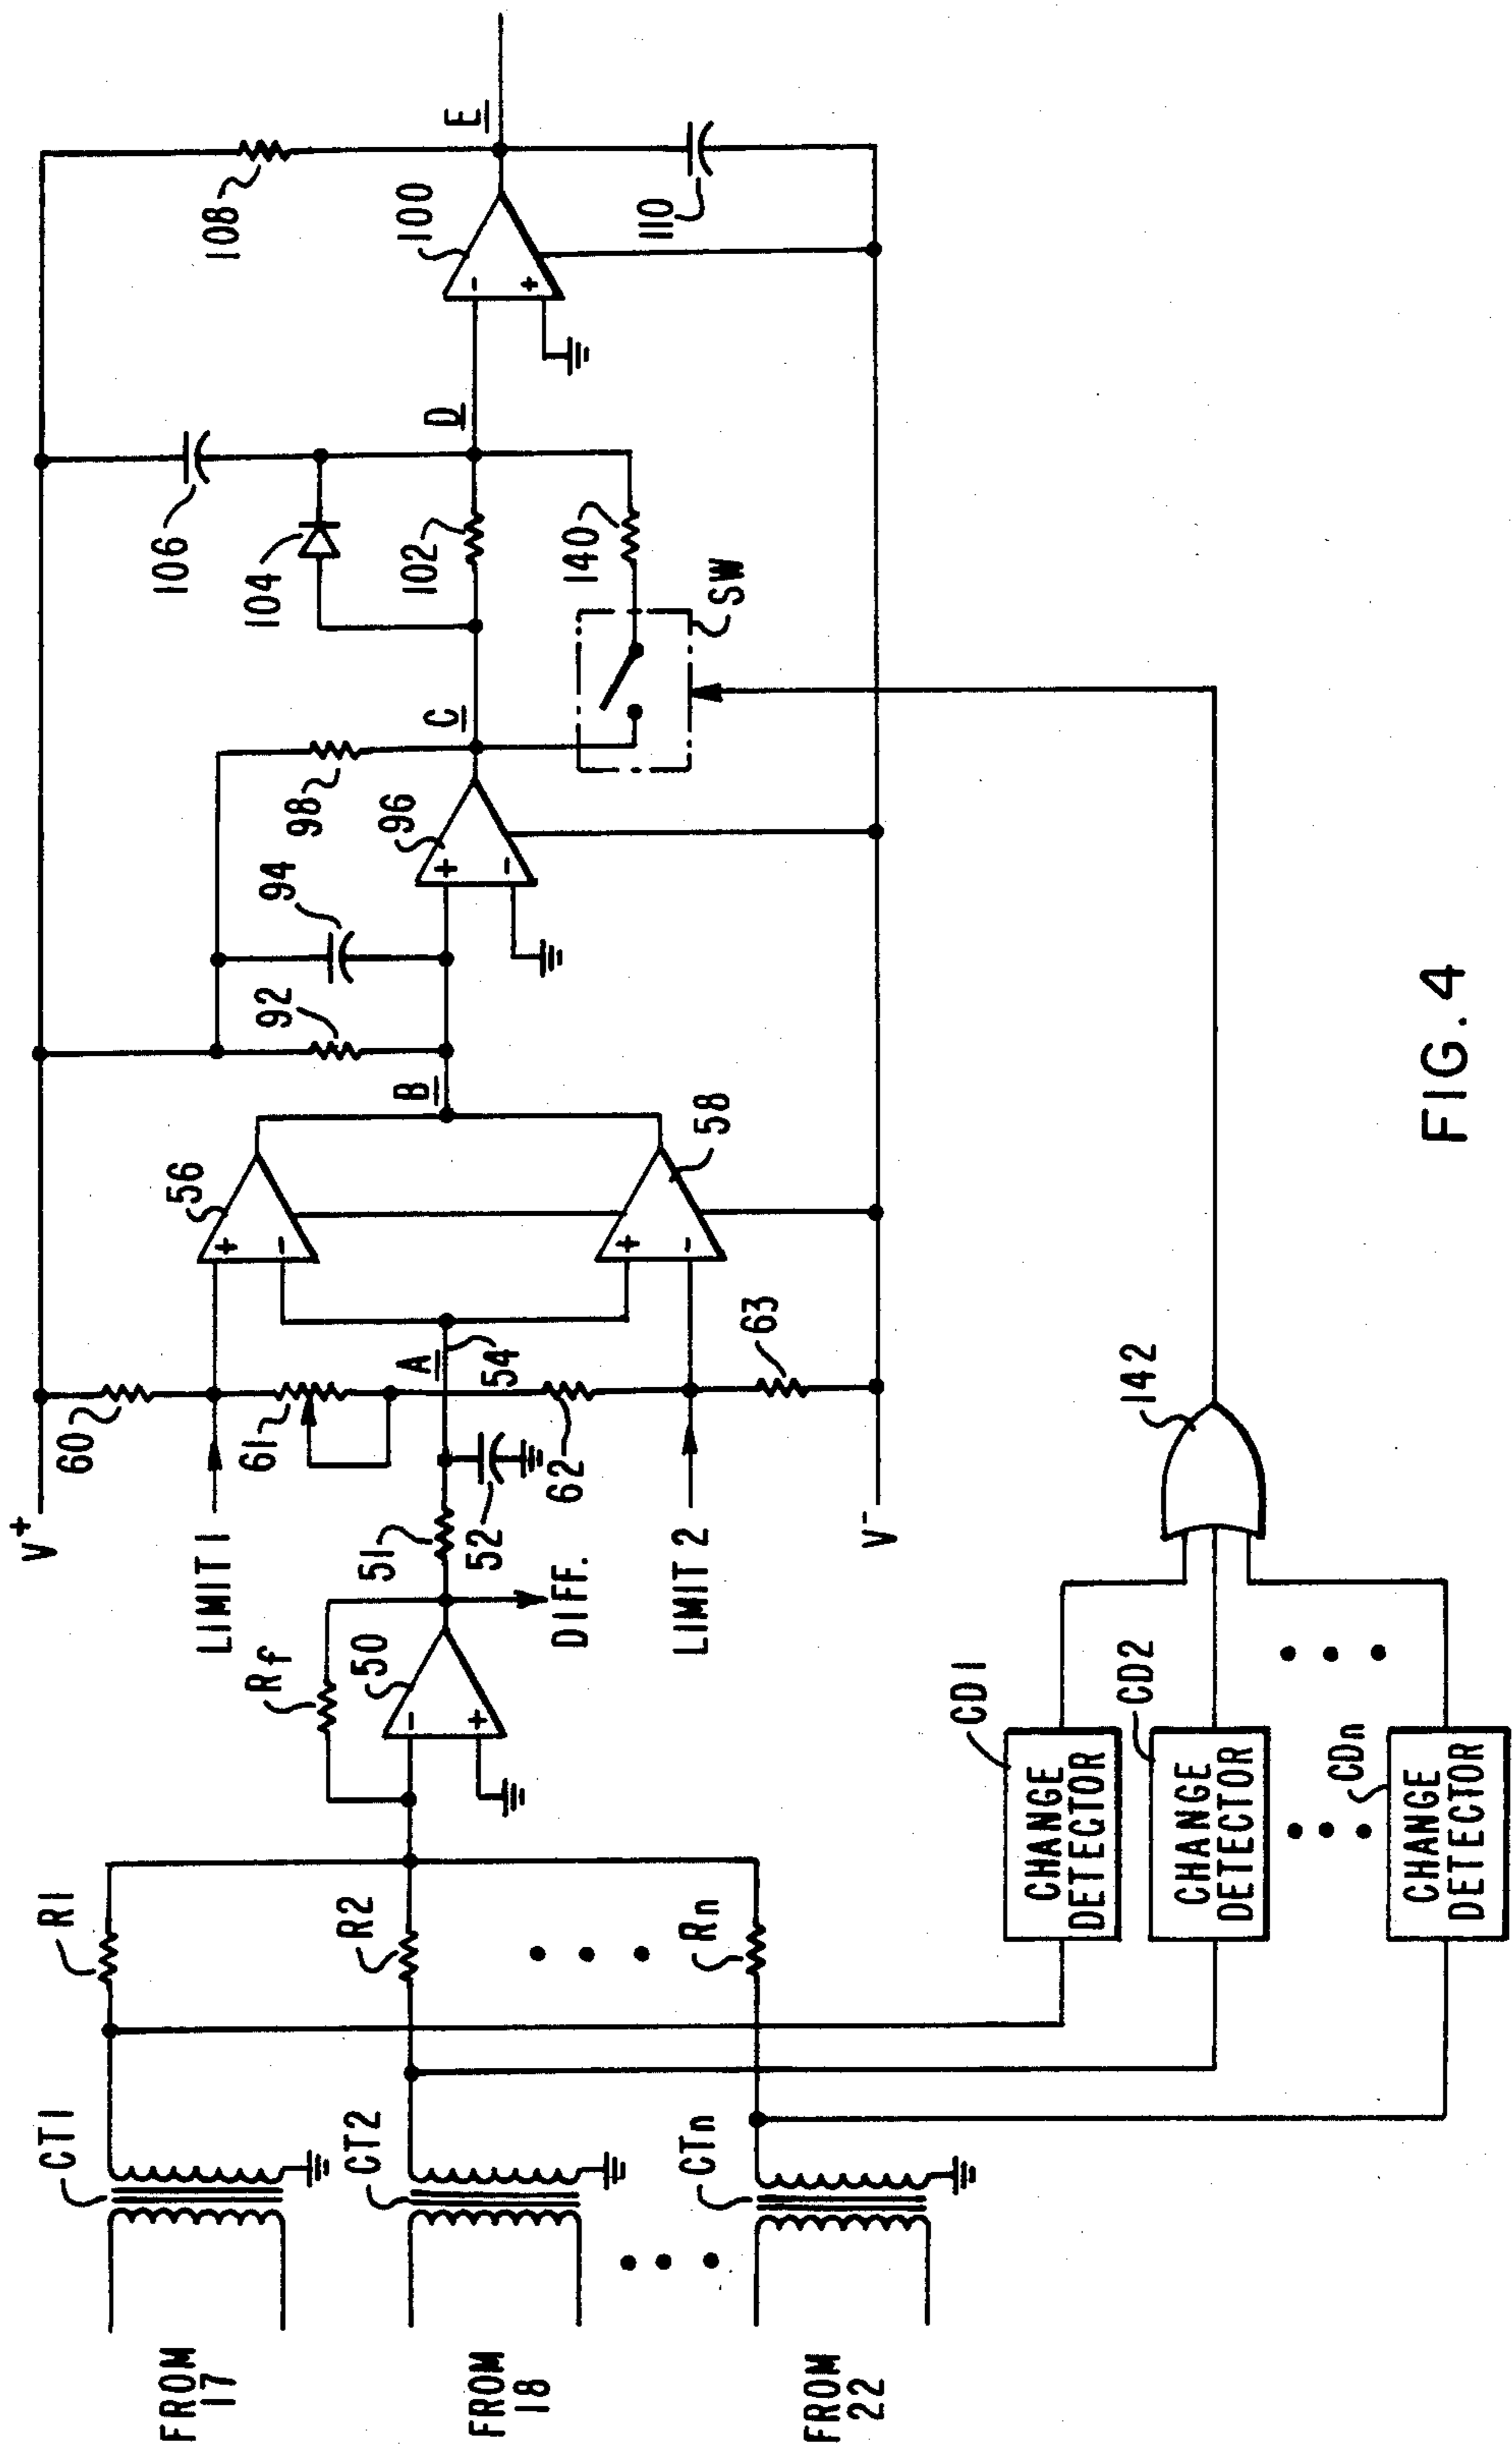 V+
108
106
104
102
98
94
92
56
60
LIMIT 1
61
Rf
R1
CT1
FROM
17
E
100
-
+
110
D
140
SW
C
96
+
-
B
58
+
-
+
-
A
54
63
62
52
51
DIFF.
LIMIT 2
V-
50
-
+
R2
CT2
FROM
18
Rn
CTn
FROM
22
142
CD1
CHANGE
DETECTOR
CD2
CHANGE
DETECTOR
CDn
CHANGE
DETECTOR
FIG. 4